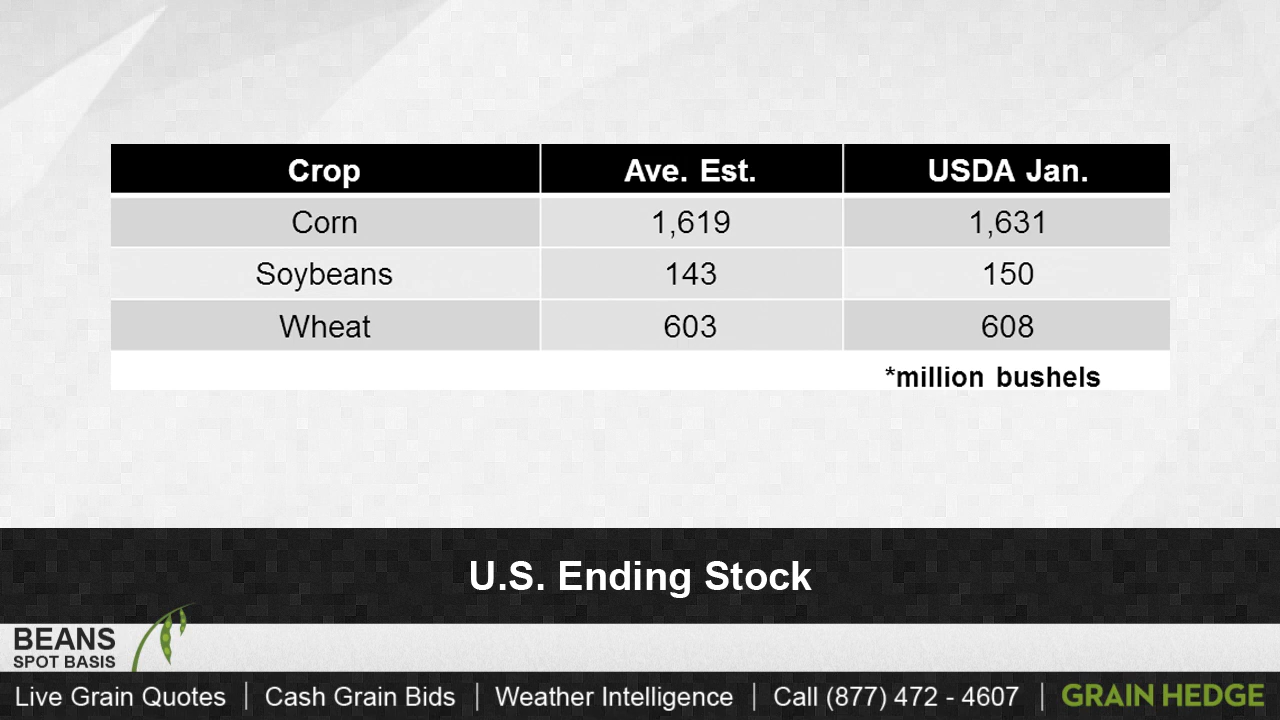 Crop Ave. Est. USDA Jan.
Corn 1,619 1,631
Soybeans 143 150
Wheat 603 608
*million bushels
U.S. Ending Stock
BEANS
SPOT BASIS
Live Grain Quotes | Cash Grain Bids | Weather Intelligence | Call (877) 472 - 4607 | GRAIN HEDGE